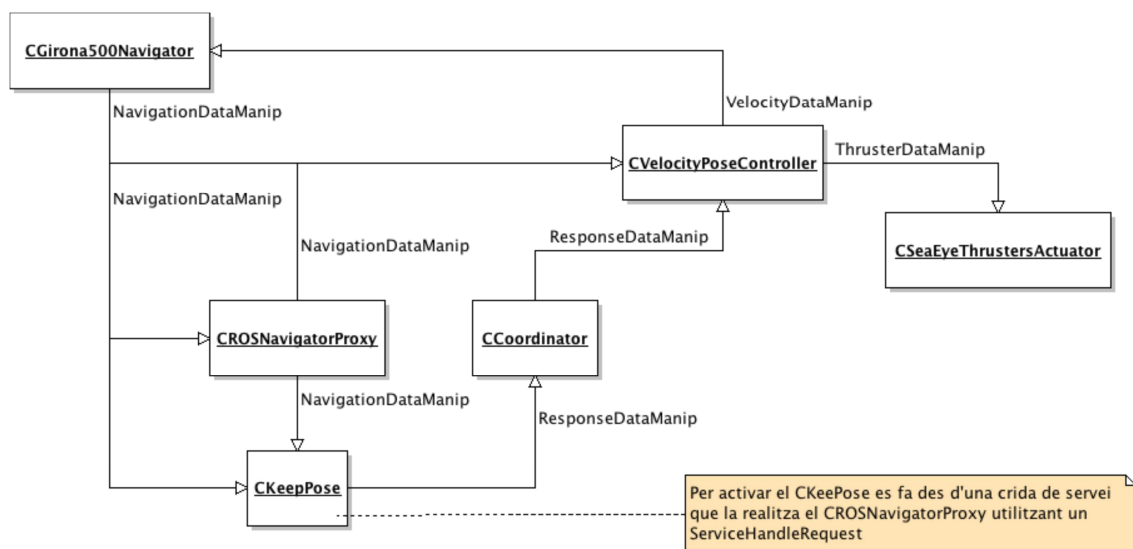 CGirona500Navigator
NavigationDataManip
VelocityDataManip
CVelocityPoseController
ThrusterDataManip
NavigationDataManip
NavigationDataManip
ResponseDataManip
CSeaEyeThrustersActuator
CROSNavigatorProxy
CCoordinator
NavigationDataManip
ResponseDataManip
CKeepPose
Per activar el CKeePose es fa des d'una crida de servei
que la realitza el CROSNavigatorProxy utilitzant un
ServiceHandleRequest